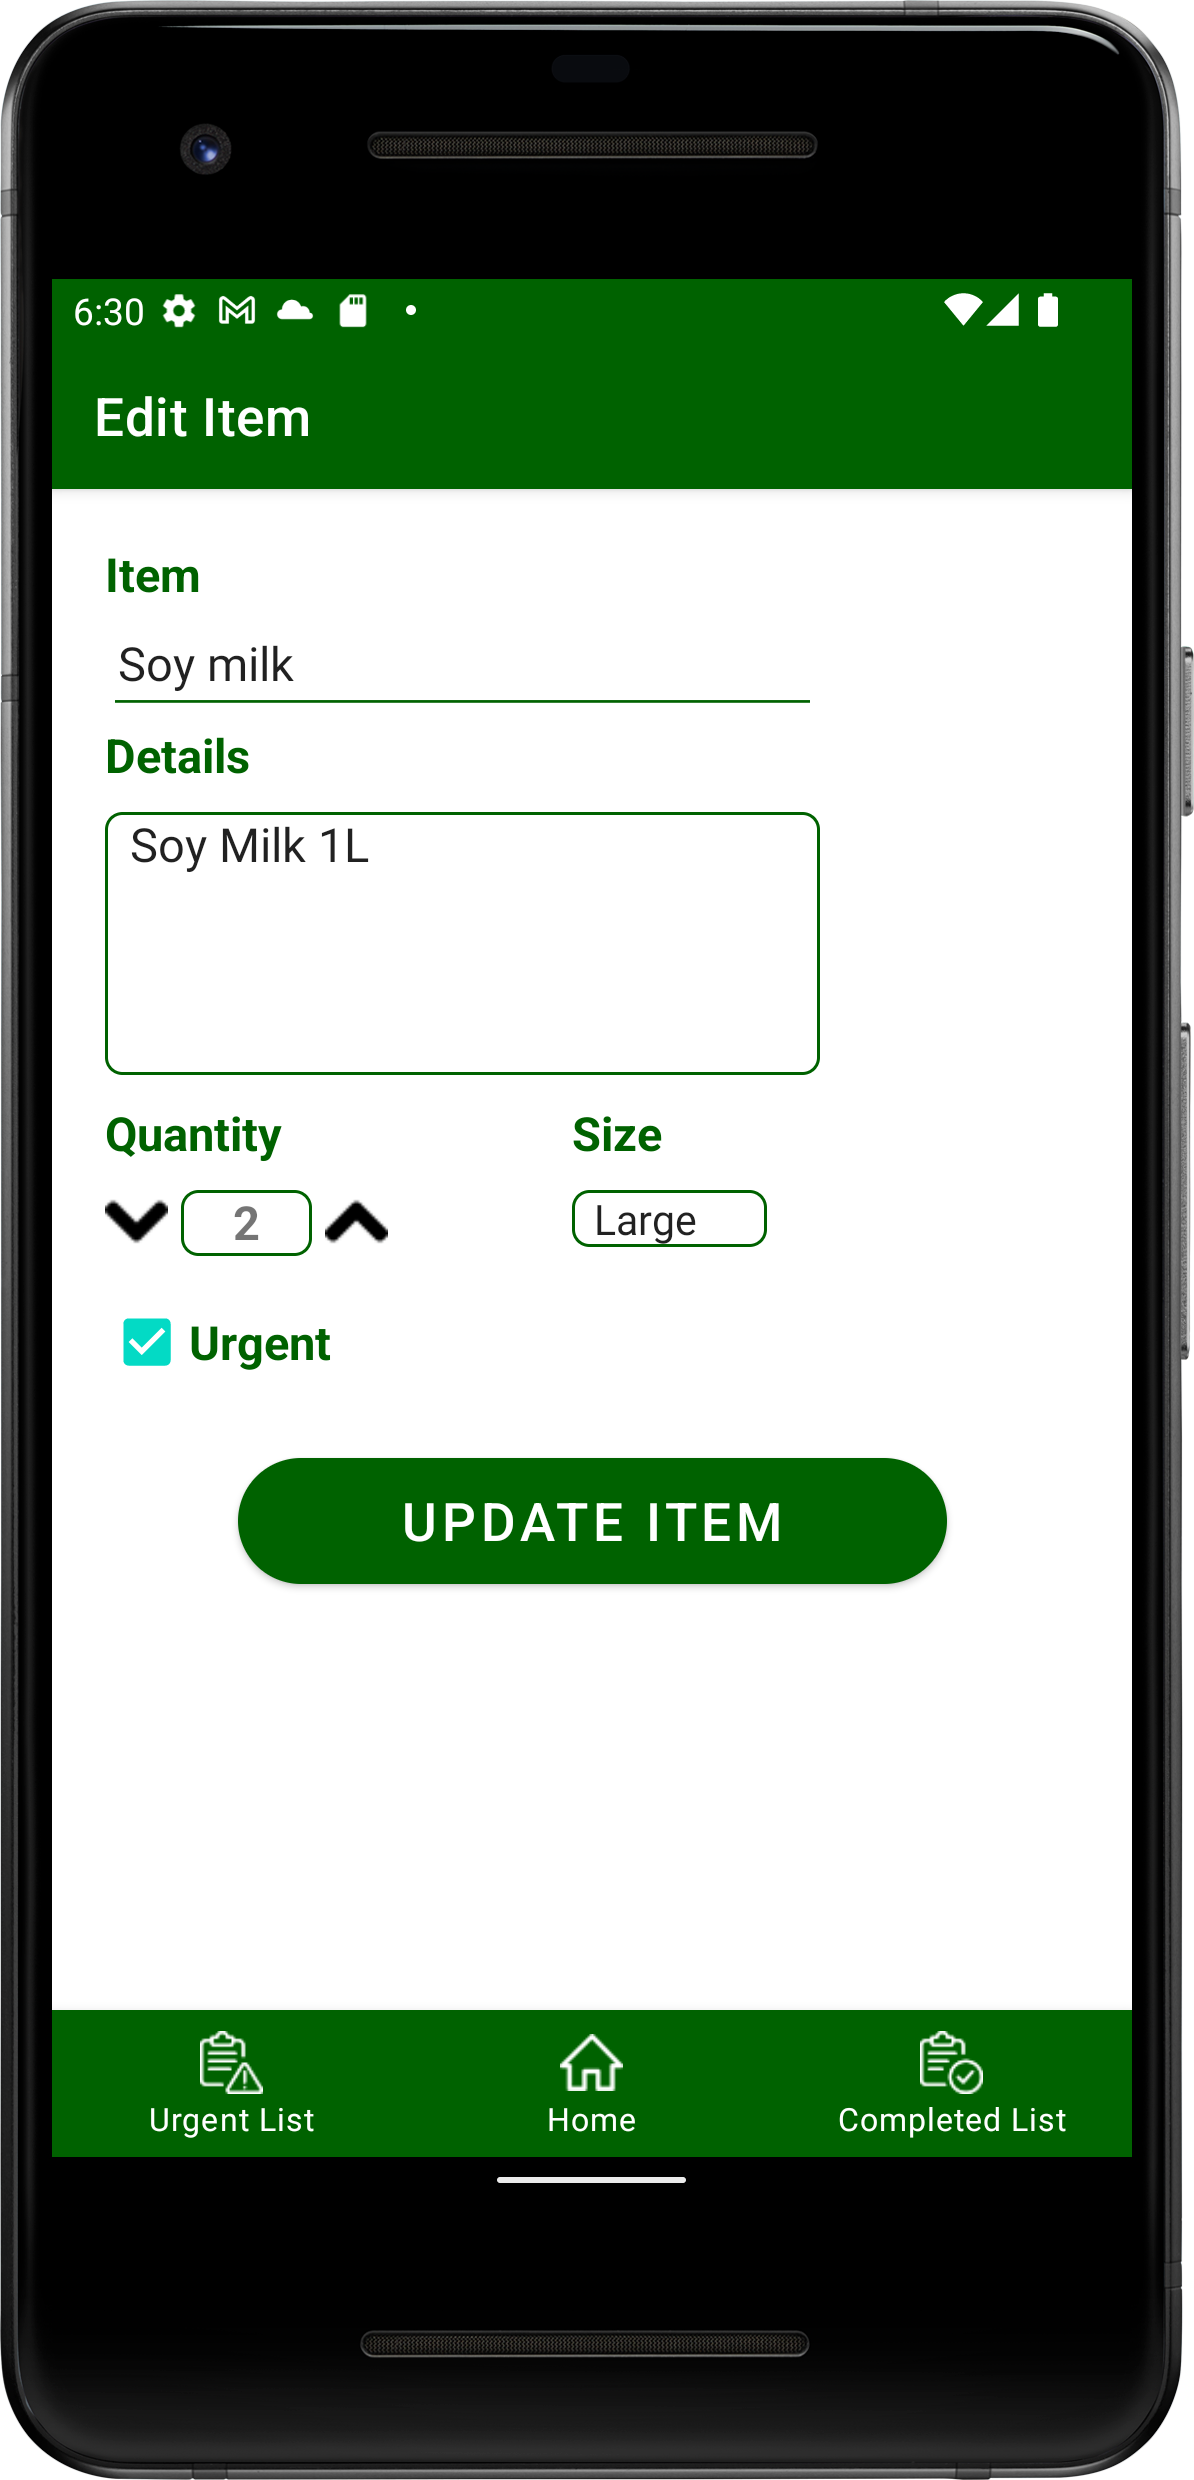 6:30
Edit Item
Item
Soy milk
Details
Soy Milk 1L
Quantity
Size
2
Large
Urgent
UPDATE ITEM
Urgent List
Home
Completed List